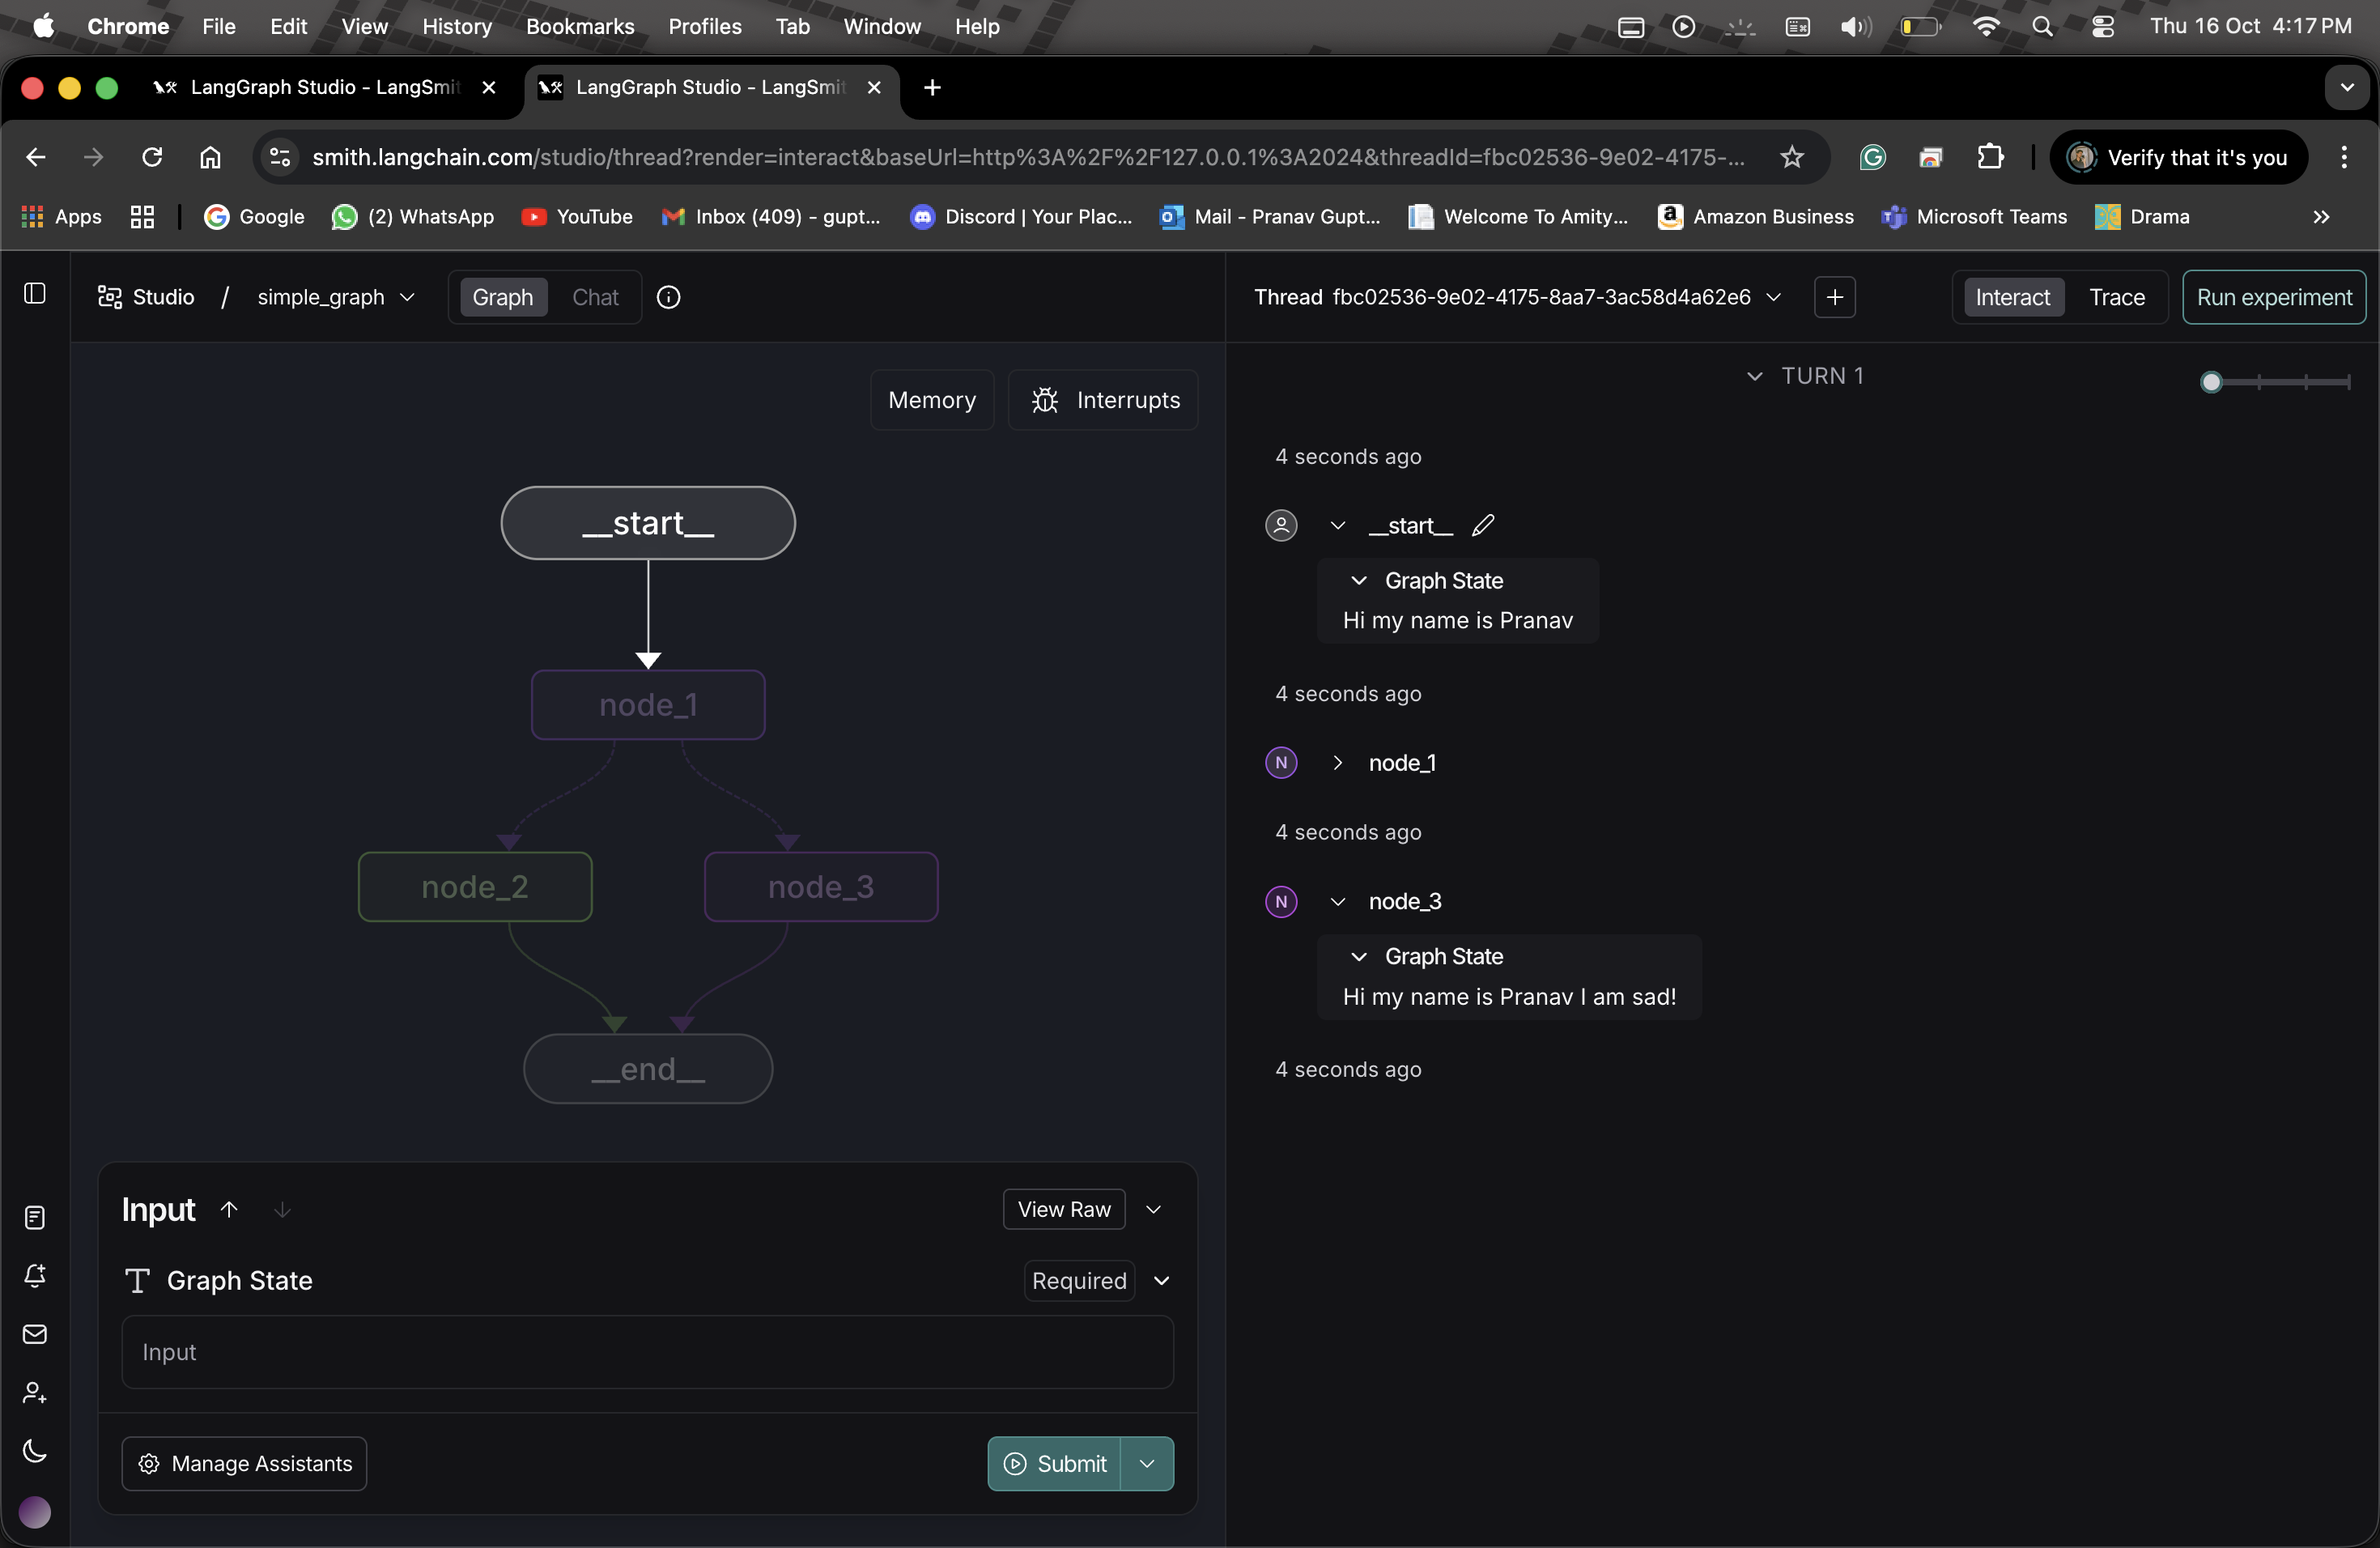 Chrome File Edit View History Bookmarks Profiles Tab Window Help Thu 16 Oct 4:17 PM
LangGraph Studio - LangSmit
LangGraph Studio - LangSmit
smith.langchain.com/studio/thread?render=interact&baseUrl=http%3A%2F%2F127.0.0.1%3A2024&threadId=fbc02536-9e02-4175-...
Verify that it's you
Apps Google (2) WhatsApp YouTube Inbox (409) - gupt... Discord | Your Plac... Mail - Pranav Gupt... Welcome To Amity... Amazon Business Microsoft Teams Drama
Studio / simple_graph Graph Chat
Memory Interrupts
__start__
node_1
node_2 node_3
__end__
Input View Raw
Graph State Required
Input
Manage Assistants Submit
Thread fbc02536-9e02-4175-8aa7-3ac58d4a62e6 Interact Trace Run experiment
TURN 1
4 seconds ago
__start__
Graph State
Hi my name is Pranav
4 seconds ago
N node_1
4 seconds ago
N node_3
Graph State
Hi my name is Pranav I am sad!
4 seconds ago